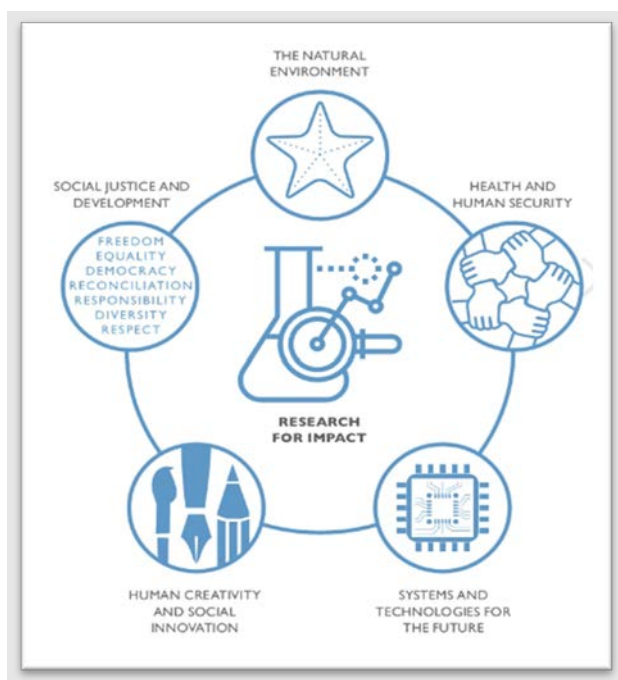 THE NATURAL
ENVIRONMENT
SOCIAL JUSTICE AND
DEVELOPMENT
HEALTH AND
HUMAN SECURITY
FREEDOM
EQUALITY
DEMOCRACY
RECONCILIATION
RESPONSIBILITY
DIVERSITY
RESPECT
RESEARCH
FOR IMPACT
HUMAN CREATIVITY
AND SOCIAL
INNOVATION
SYSTEMS AND
TECHNOLOGIES FOR
THE FUTURE